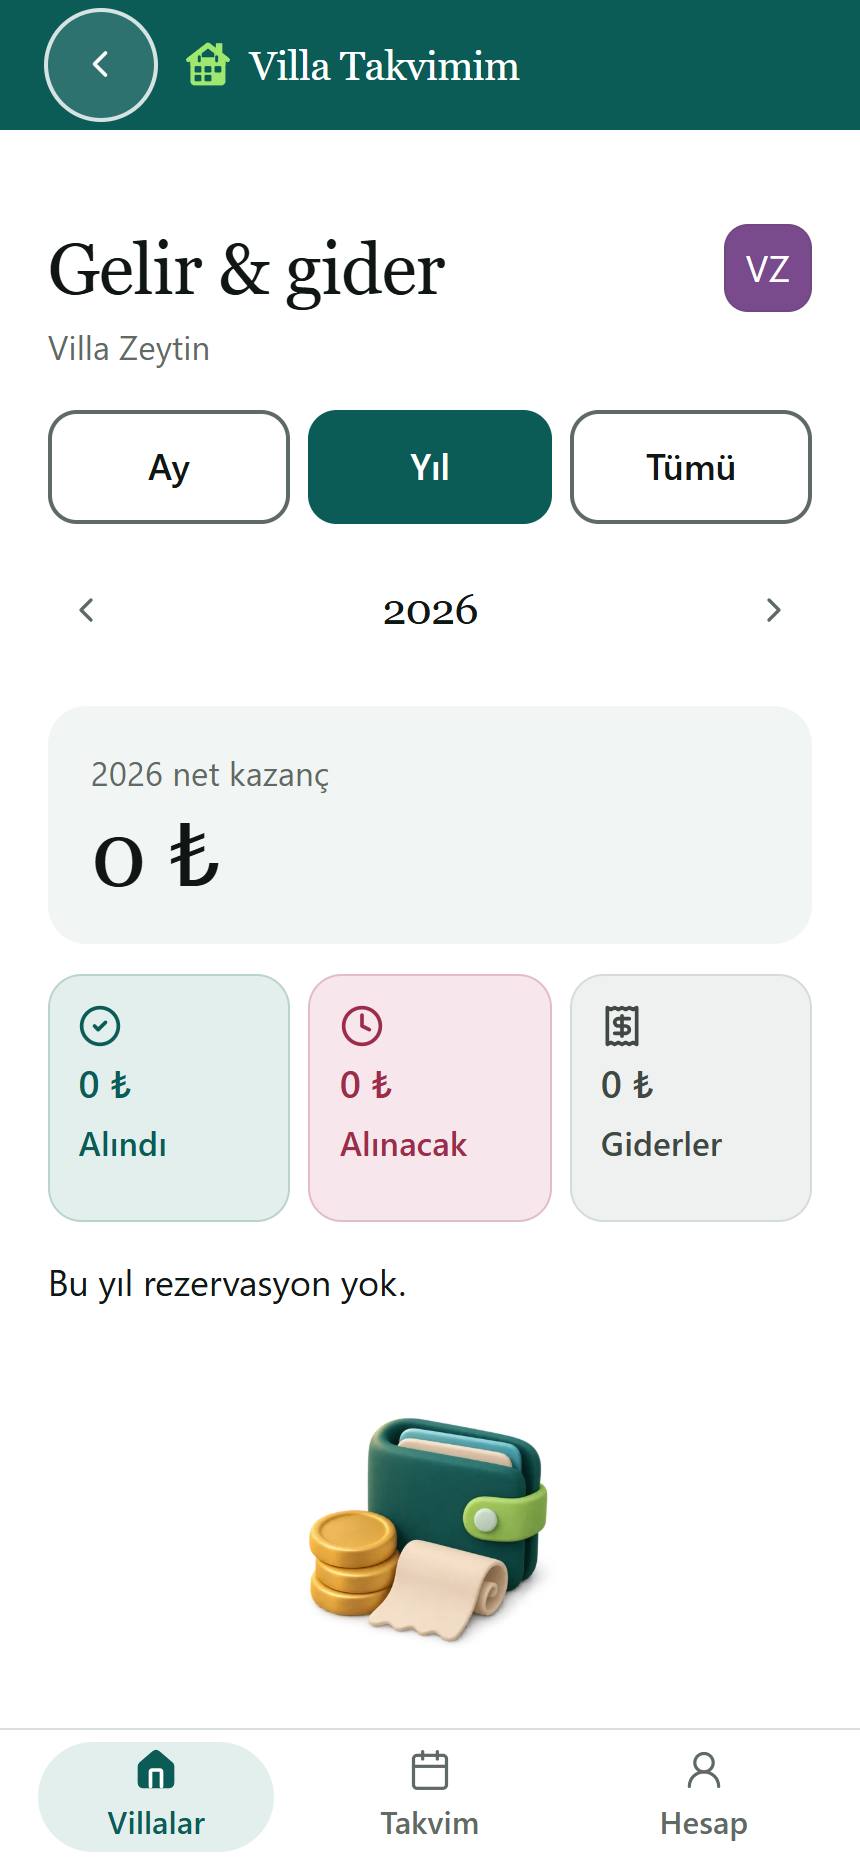 Villa Takvimim
Gelir & gider
VZ
Villa Zeytin
Ay
Yıl
Tümü
2026
2026 net kazanç
0 ₺
0 ₺
Alındı
0 ₺
Alınacak
0 ₺
Giderler
Bu yıl rezervasyon yok.
Villalar
Takvim
Hesap